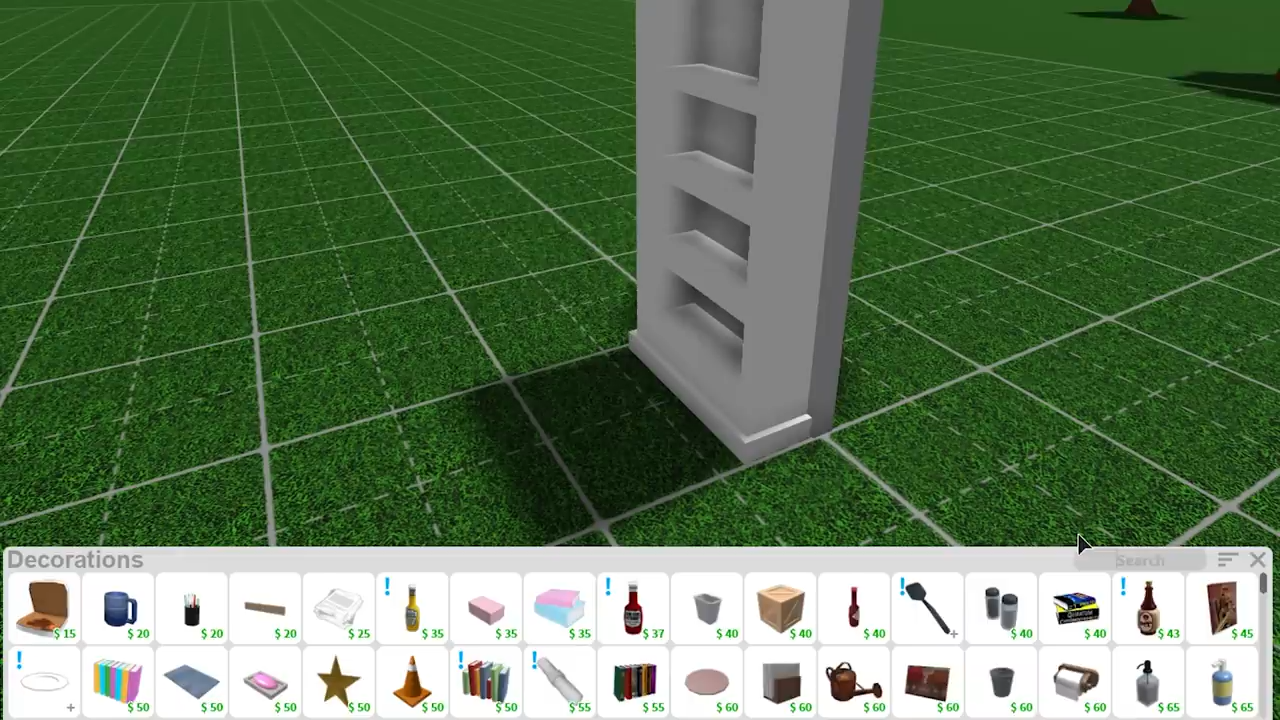 Decorations
Search
! ! ! !
$ 15 $ 20 $ 20 $ 20 $ 25 $ 35 $ 35 $ 35 $ 37 $ 40 $ 40 $ 40 + $ 40 $ 40 $ 43 $ 45
! ! !
+ $ 50 $ 50 $ 50 $ 50 $ 50 $ 50 $ 55 $ 55 $ 60 $ 60 $ 60 $ 60 $ 60 $ 60 $ 65 $ 65